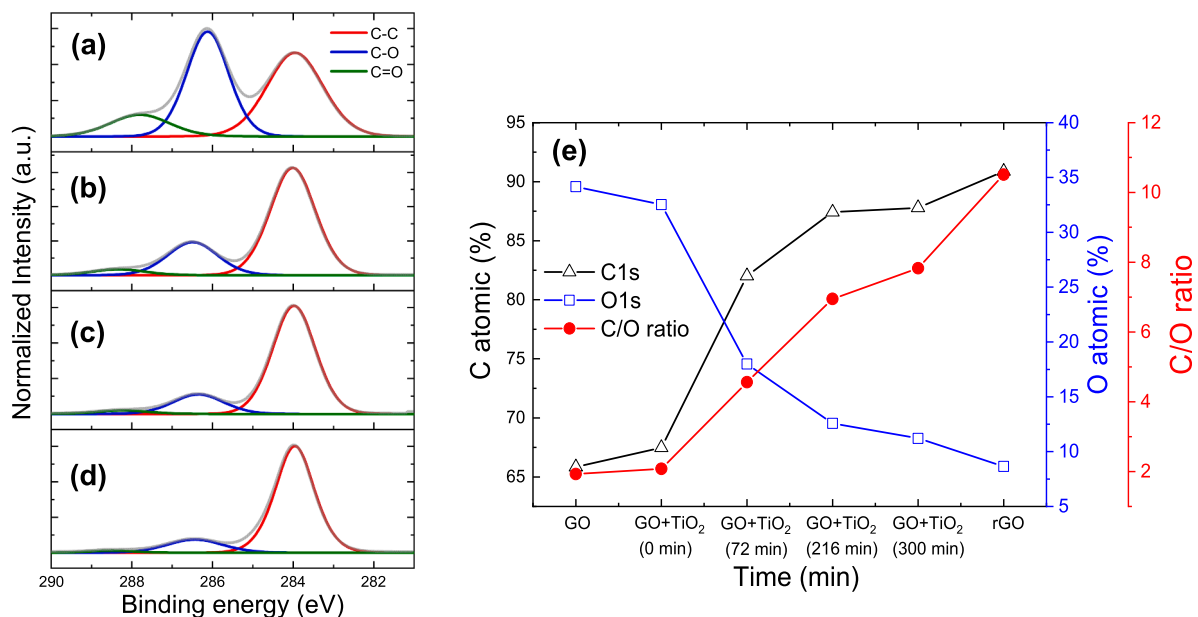 (a)
C-C
C-O
C=O
(b)
(c)
(d)
Normalized Intensity (a.u.)
290 288 286 284 282
Binding energy (eV)
(e)
95
90
85
80
75
70
65
C atomic (%)
C1s
O1s
C/O ratio
40
35
30
25
20
15
10
5
O atomic (%)
12
10
8
6
4
2
C/O ratio
GO GO+TiO₂ GO+TiO₂ GO+TiO₂ GO+TiO₂ rGO
(0 min) (72 min) (216 min) (300 min)
Time (min)